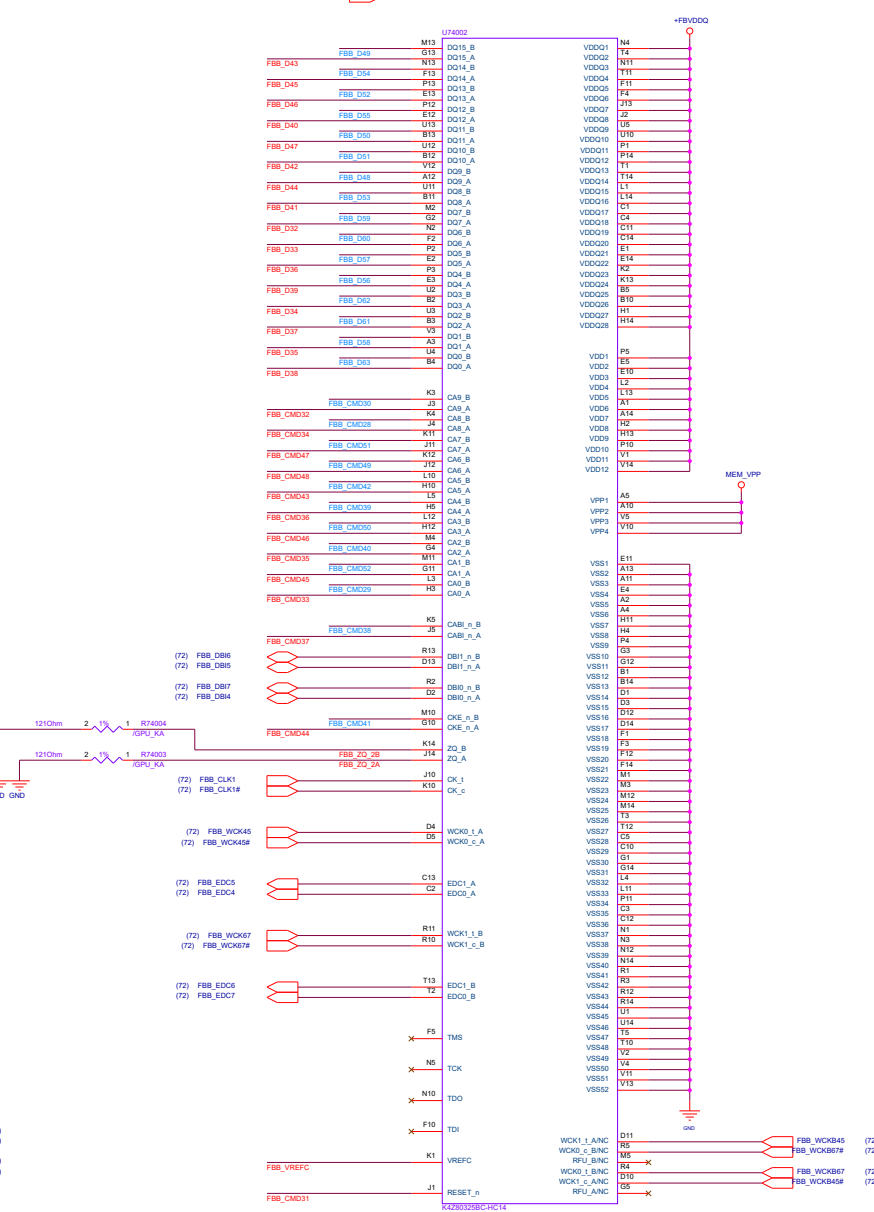 +FBVDDQ
U74002
FBB_D49 M13 DQ15_B
FBB_D43 G13 DQ15_A
FBB_D54 N13 DQ14_B
FBB_D45 F13 DQ14_A
FBB_D52 P13 DQ13_B
FBB_D46 E13 DQ13_A
FBB_D55 P12 DQ12_B
FBB_D40 E12 DQ12_A
FBB_D50 U13 DQ11_B
FBB_D47 B13 DQ11_A
FBB_D51 U12 DQ10_B
FBB_D42 B12 DQ10_A
FBB_D48 V12 DQ9_B
FBB_D44 A12 DQ9_A
FBB_D53 U11 DQ8_B
FBB_D41 B11 DQ8_A
FBB_D59 M2 DQ7_B
FBB_D32 G2 DQ7_A
FBB_D60 N2 DQ6_B
FBB_D33 F2 DQ6_A
FBB_D57 P2 DQ5_B
FBB_D36 E2 DQ5_A
FBB_D56 P3 DQ4_B
FBB_D39 E3 DQ4_A
FBB_D62 U2 DQ3_B
FBB_D34 B2 DQ3_A
FBB_D61 U3 DQ2_B
FBB_D37 B3 DQ2_A
FBB_D58 V3 DQ1_B
FBB_D35 A3 DQ1_A
FBB_D63 U4 DQ0_B
FBB_D38 B4 DQ0_A
FBB_CMD30 K3 CA9_B
FBB_CMD32 J3 CA9_A
FBB_CMD28 K4 CA8_B
FBB_CMD34 J4 CA8_A
FBB_CMD51 K11 CA7_B
FBB_CMD47 J11 CA7_A
FBB_CMD49 K12 CA6_B
FBB_CMD48 J12 CA6_A
FBB_CMD42 L10 CA5_B
FBB_CMD43 H10 CA5_A
FBB_CMD39 L5 CA4_B
FBB_CMD36 H5 CA4_A
FBB_CMD50 L12 CA3_B
FBB_CMD46 H12 CA3_A
FBB_CMD40 M4 CA2_B
FBB_CMD35 G4 CA2_A
FBB_CMD52 M11 CA1_B
FBB_CMD45 G11 CA1_A
FBB_CMD29 L3 CA0_B
FBB_CMD33 H3 CA0_A
FBB_CMD38 K5 CABI_n_B
FBB_CMD37 J5 CABI_n_A
(72) FBB_DBI6 R13 DBI1_n_B
(72) FBB_DBI5 D13 DBI1_n_A
(72) FBB_DBI7 R2 DBI0_n_B
(72) FBB_DBI4 D2 DBI0_n_A
FBB_CMD41 M10 CKE_n_B
FBB_CMD44 G10 CKE_n_A
121Ohm 2 1% 1 R74004
/GPU_KA
FBB_ZQ_2B K14 ZQ_B
121Ohm 2 1% 1 R74003
/GPU_KA
FBB_ZQ_2A J14 ZQ_A
D GND
(72) FBB_CLK1 J10 CK_t
(72) FBB_CLK1# K10 CK_c
(72) FBB_WCK45 D4 WCK0_t_A
(72) FBB_WCK45# D5 WCK0_c_A
(72) FBB_EDC5 C13 EDC1_A
(72) FBB_EDC4 C2 EDC0_A
(72) FBB_WCK67 R11 WCK1_t_B
(72) FBB_WCK67# R10 WCK1_c_B
(72) FBB_EDC6 T13 EDC1_B
(72) FBB_EDC7 T2 EDC0_B
F5 TMS
N5 TCK
N10 TDO
F10 TDI
FBB_VREFC K1 VREFC
FBB_CMD31 J1 RESET_n
VDDQ1 N4
VDDQ2 T4
VDDQ3 N11
VDDQ4 T11
VDDQ5 F11
VDDQ6 F4
VDDQ7 J13
VDDQ8 J2
VDDQ9 U5
VDDQ10 U10
VDDQ11 P1
VDDQ12 P14
VDDQ13 T1
VDDQ14 T14
VDDQ15 L1
VDDQ16 L14
VDDQ17 C1
VDDQ18 C4
VDDQ19 C11
VDDQ20 C14
VDDQ21 E1
VDDQ22 E14
VDDQ23 K2
VDDQ24 K13
VDDQ25 B5
VDDQ26 B10
VDDQ27 H1
VDDQ28 H14
VDD1 P5
VDD2 E5
VDD3 E10
VDD4 L2
VDD5 L13
VDD6 A1
VDD7 A14
VDD8 H2
VDD9 H13
VDD10 P10
VDD11 V1
VDD12 V14
MEM_VPP
VPP1 A5
VPP2 A10
VPP3 V5
VPP4 V10
VSS1 E11
VSS2 A13
VSS3 A11
VSS4 E4
VSS5 A2
VSS6 A4
VSS7 H11
VSS8 H4
VSS9 P4
VSS10 G3
VSS11 G12
VSS12 B1
VSS13 B14
VSS14 D1
VSS15 D3
VSS16 D12
VSS17 D14
VSS18 F1
VSS19 F3
VSS20 F12
VSS21 F14
VSS22 M1
VSS23 M3
VSS24 M12
VSS25 M14
VSS26 T3
VSS27 T12
VSS28 C5
VSS29 C10
VSS30 G1
VSS31 G14
VSS32 L4
VSS33 L11
VSS34 P11
VSS35 C3
VSS36 C12
VSS37 N1
VSS38 N3
VSS39 N12
VSS40 N14
VSS41 R1
VSS42 R3
VSS43 R12
VSS44 R14
VSS45 U1
VSS46 U14
VSS47 T5
VSS48 T10
VSS49 V2
VSS50 V4
VSS51 V11
VSS52 V13
GND
WCK1_t_A/NC D11 FBB_WCKB45 (72
WCK0_c_B/NC R5 FBB_WCKB67# (72
RFU_B/NC M5
WCK0_t_B/NC R4 FBB_WCKB67 (72
WCK1_c_A/NC D10 FBB_WCKB45# (72
RFU_A/NC G5
K4Z80325BC-HC14